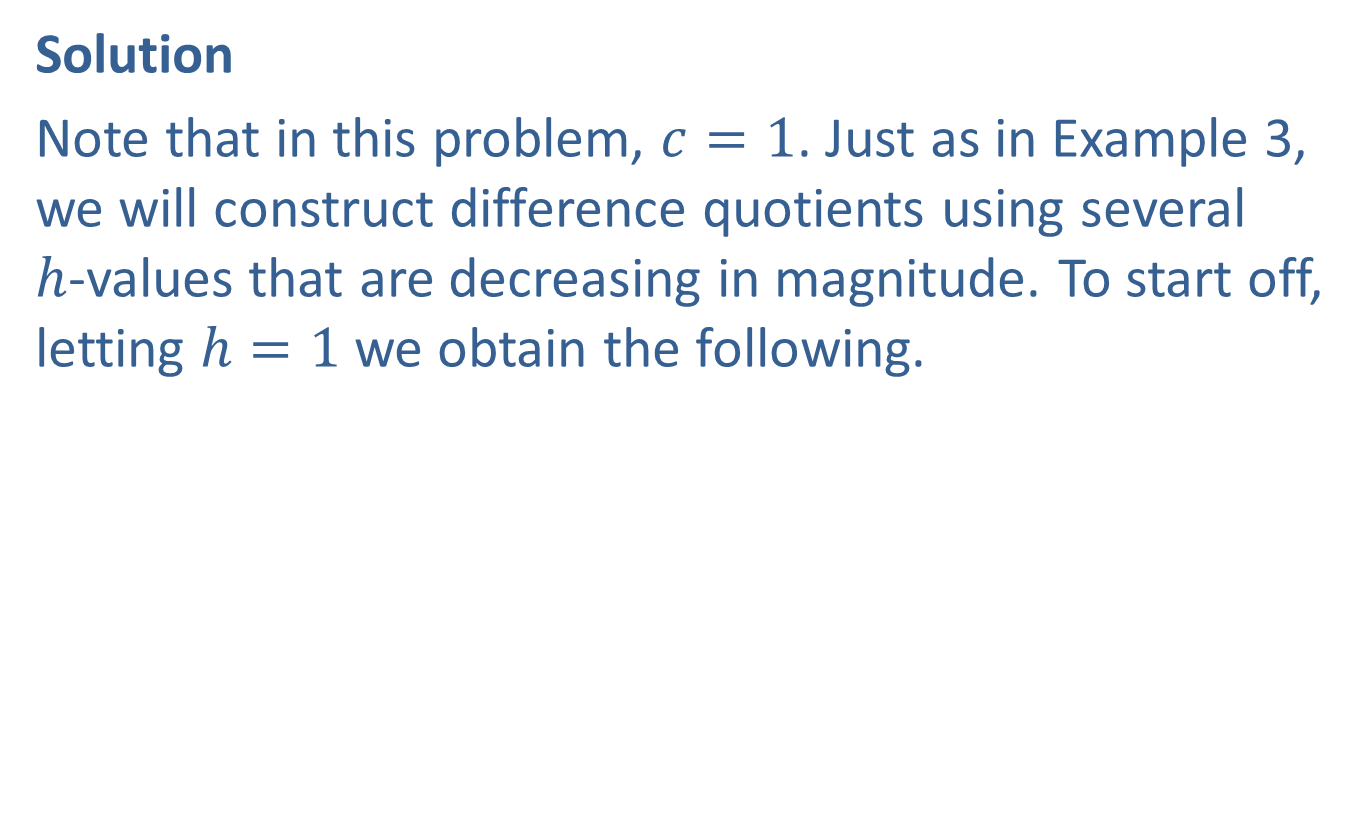 Solution
Note that in this problem, c = 1. Just as in Example 3,
we will construct difference quotients using several
h-values that are decreasing in magnitude. To start off,
letting h = 1 we obtain the following.